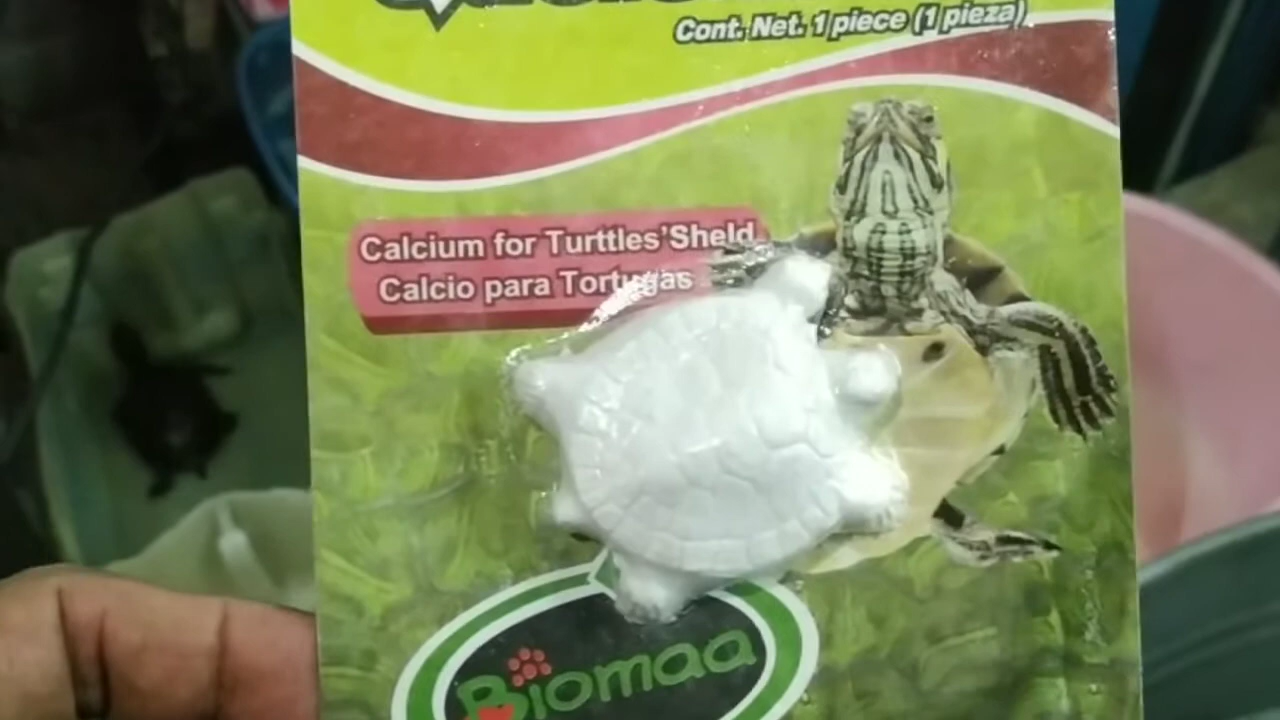 Cont. Net. 1 piece (1 pieza)
Calcium for Turttles'Sheld
Calcio para Tortugas
Biomaa